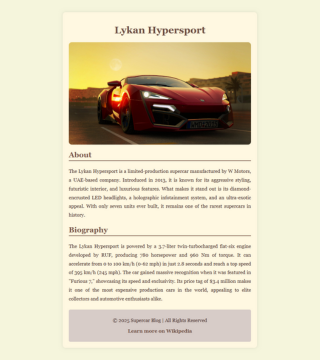 Lykan Hypersport
About
The Lykan Hypersport is a limited-production supercar manufactured by W Motors,
a UAE-based company. Introduced in 2013, it is known for its aggressive styling,
futuristic interior, and luxurious features. What makes it stand out is its diamond-
encrusted LED headlights, a holographic infotainment system, and an ultra-exotic
appeal. With only seven units ever built, it remains one of the rarest supercars in
history.
Biography
The Lykan Hypersport is powered by a 3.7-liter twin-turbocharged flat-six engine
developed by RUF, producing 780 horsepower and 960 Nm of torque. It can
accelerate from 0 to 100 km/h (0-62 mph) in just 2.8 seconds and reach a top speed
of 395 km/h (245 mph). The car gained massive recognition when it was featured in
"Furious 7," showcasing its speed and exclusivity. Its price tag of $3.4 million makes
it one of the most expensive production cars in the world, appealing to elite
collectors and automotive enthusiasts alike.
© 2025 Supercar Blog | All Rights Reserved
Learn more on Wikipedia